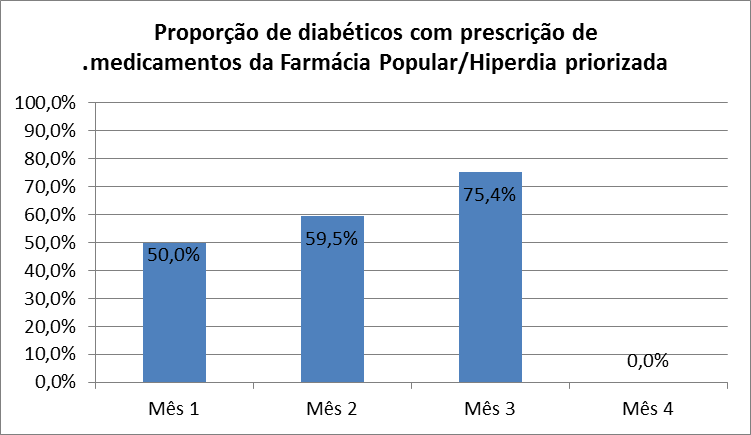 Proporção de diabéticos com prescrição de
.medicamentos da Farmácia Popular/Hiperdia priorizada
100,0%
90,0%
80,0%
70,0%
60,0%
50,0%
40,0%
30,0%
20,0%
10,0%
0,0%
50,0%
59,5%
75,4%
0,0%
Mês 1
Mês 2
Mês 3
Mês 4